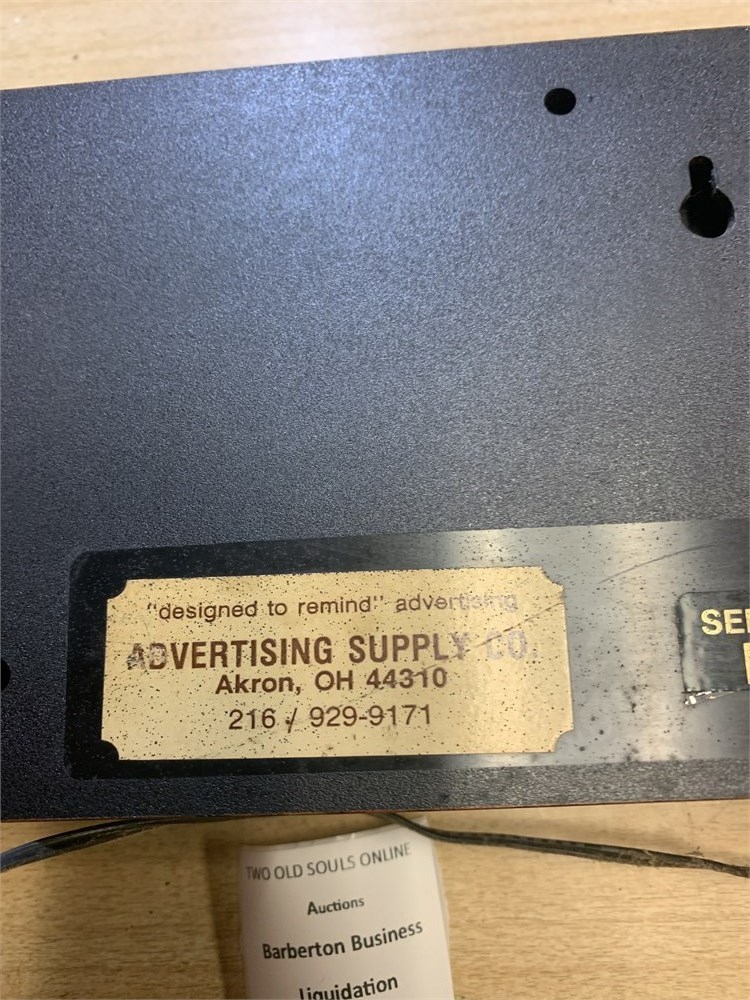 "designed to remind" advertising
ADVERTISING SUPPLY CO.
Akron, OH 44310
216 / 929-9171
TWO OLD SOULS ONLINE
Auctions
Barberton Business
Liquidation